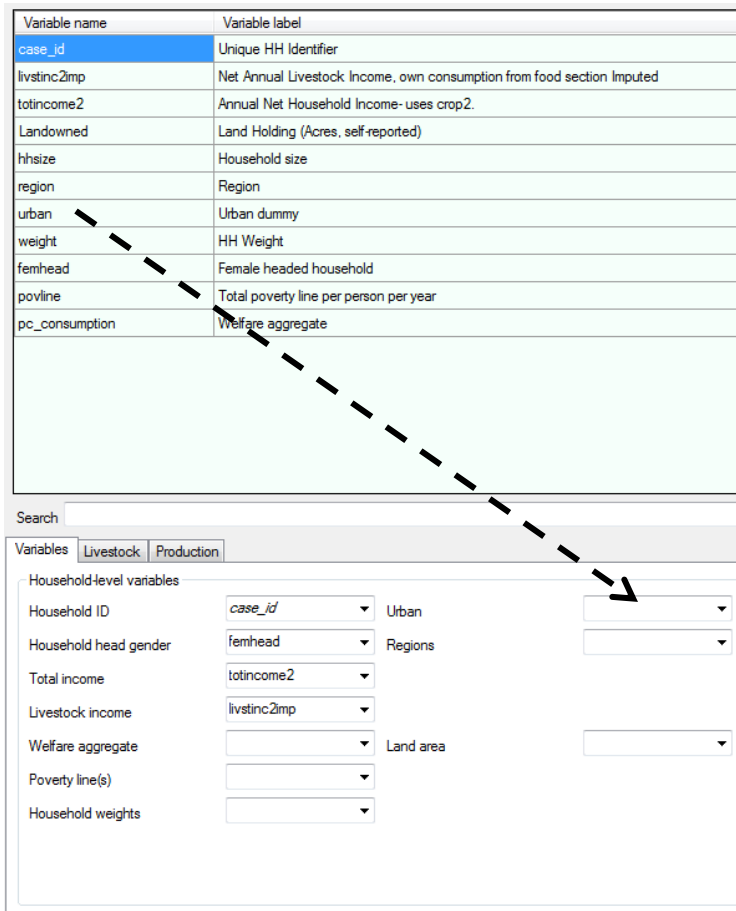 Variable name Variable label
case_id Unique HH Identifier
livstinc2imp Net Annual Livestock Income, own consumption from food section Imputed
totincome2 Annual Net Household Income- uses crop2.
Landowned Land Holding (Acres, self-reported)
hhsize Household size
region Region
urban Urban dummy
weight HH Weight
femhead Female headed household
povline Total poverty line per person per year
pc_consumption Welfare aggregate
Search
Variables Livestock Production
Household-level variables
Household ID case_id Urban
Household head gender femhead Regions
Total income totincome2
Livestock income livstinc2imp
Welfare aggregate Land area
Poverty line(s)
Household weights